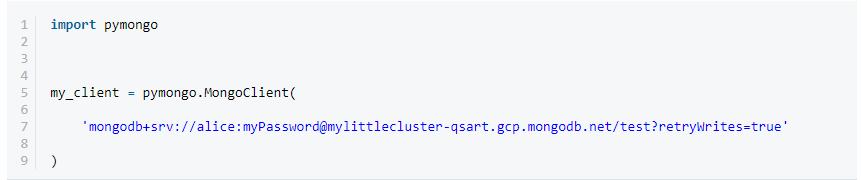 1 import pymongo
2
3
4
5 my_client = pymongo.MongoClient(
6
7 'mongodb+srv://alice:myPassword@mylittlecluster-qsart.gcp.mongodb.net/test?retryWrites=true'
8
9 )